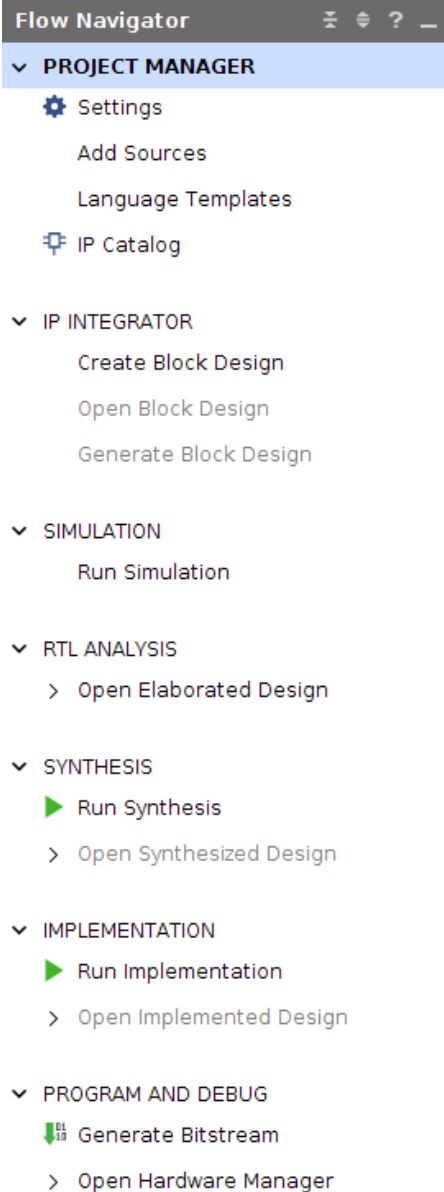 Flow Navigator ?
PROJECT MANAGER
Settings
Add Sources
Language Templates
IP Catalog
IP INTEGRATOR
Create Block Design
Open Block Design
Generate Block Design
SIMULATION
Run Simulation
RTL ANALYSIS
Open Elaborated Design
SYNTHESIS
Run Synthesis
Open Synthesized Design
IMPLEMENTATION
Run Implementation
Open Implemented Design
PROGRAM AND DEBUG
Generate Bitstream
Open Hardware Manager